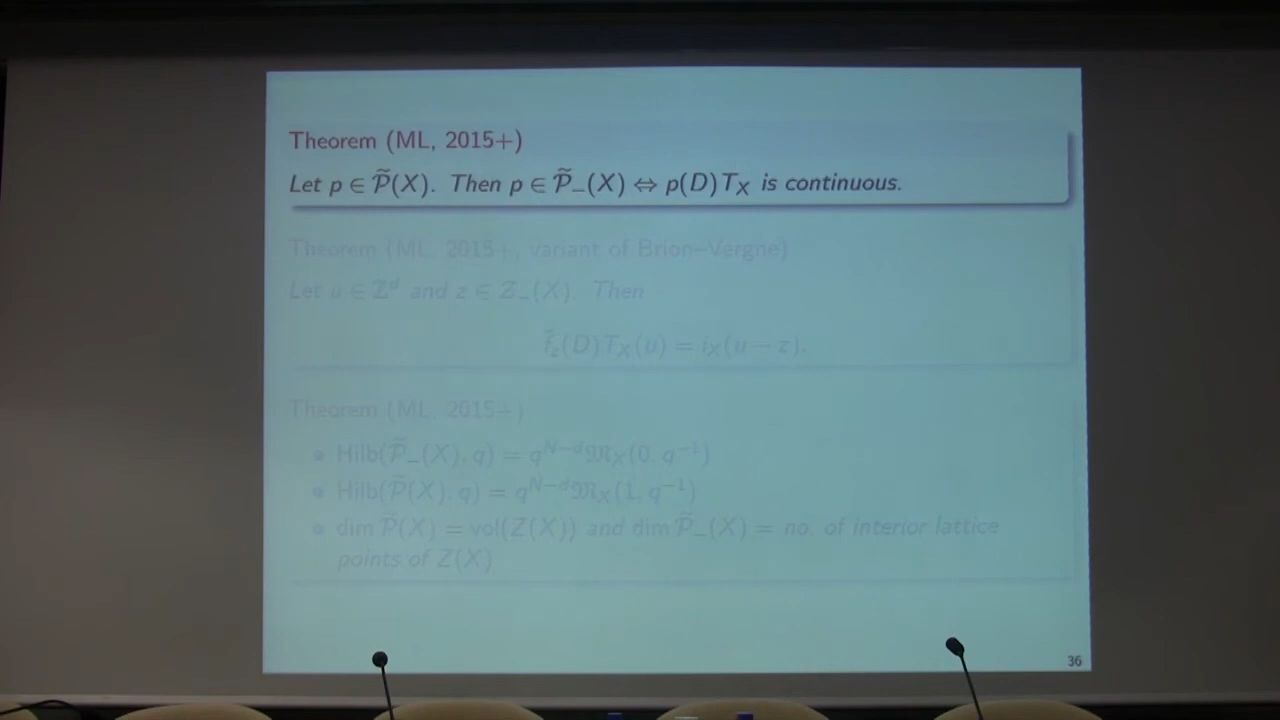 Theorem (ML, 2015+)
Let p ∈ P̃(X). Then p ∈ P̃₋(X) ⇔ p(D)T_X is continuous.
Theorem (ML, 2015+, variant of Brion–Vergne)
Let u ∈ ℤᵈ and z ∈ 𝒵₋(X). Then
f̃_z(D)T_X(u) = i_X(u − z).
Theorem (ML, 2015+)
• Hilb(P̃₋(X), q) = q^{N−d}𝔐_X(0, q⁻¹)
• Hilb(P̃(X), q) = q^{N−d}𝔐_X(1, q⁻¹)
• dim P̃(X) = vol(Z(X)) and dim P̃₋(X) = no. of interior lattice
points of Z(X)
36